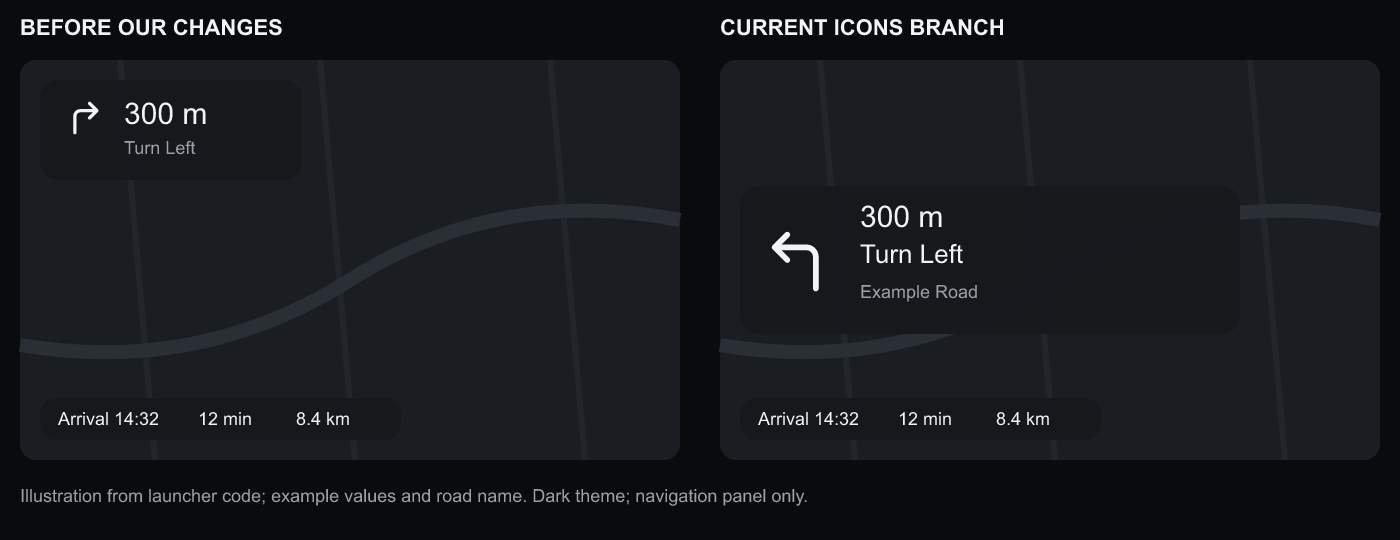 BEFORE OUR CHANGES
300 m
Turn Left
Arrival 14:32 12 min 8.4 km
CURRENT ICONS BRANCH
300 m
Turn Left
Example Road
Arrival 14:32 12 min 8.4 km
Illustration from launcher code; example values and road name. Dark theme; navigation panel only.